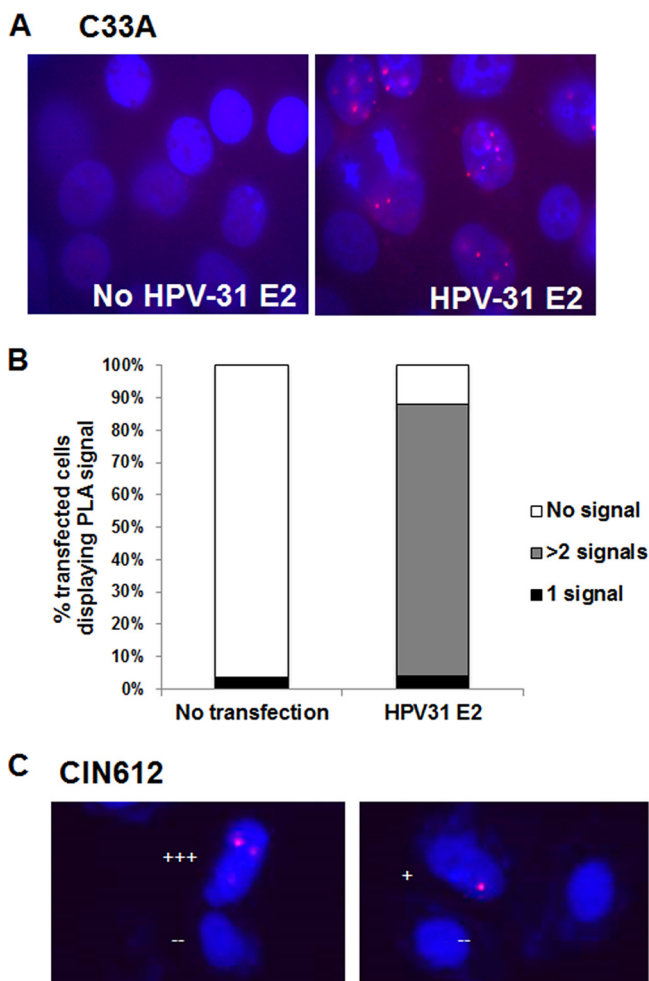 A C33A
No HPV-31 E2
HPV-31 E2
B
% transfected cells
displaying PLA signal
100%
90%
80%
70%
60%
50%
40%
30%
20%
10%
0%
No transfection
HPV31 E2
No signal
>2 signals
1 signal
C CIN612
+++
--
+
--